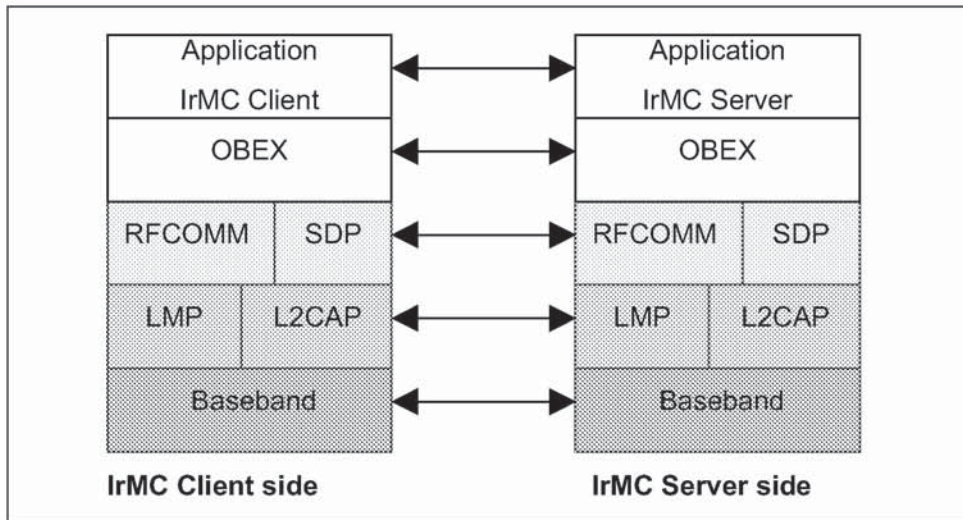 Application
IrMC Client
OBEX
RFCOMM SDP
LMP L2CAP
Baseband
IrMC Client side
Application
IrMC Server
OBEX
RFCOMM SDP
LMP L2CAP
Baseband
IrMC Server side